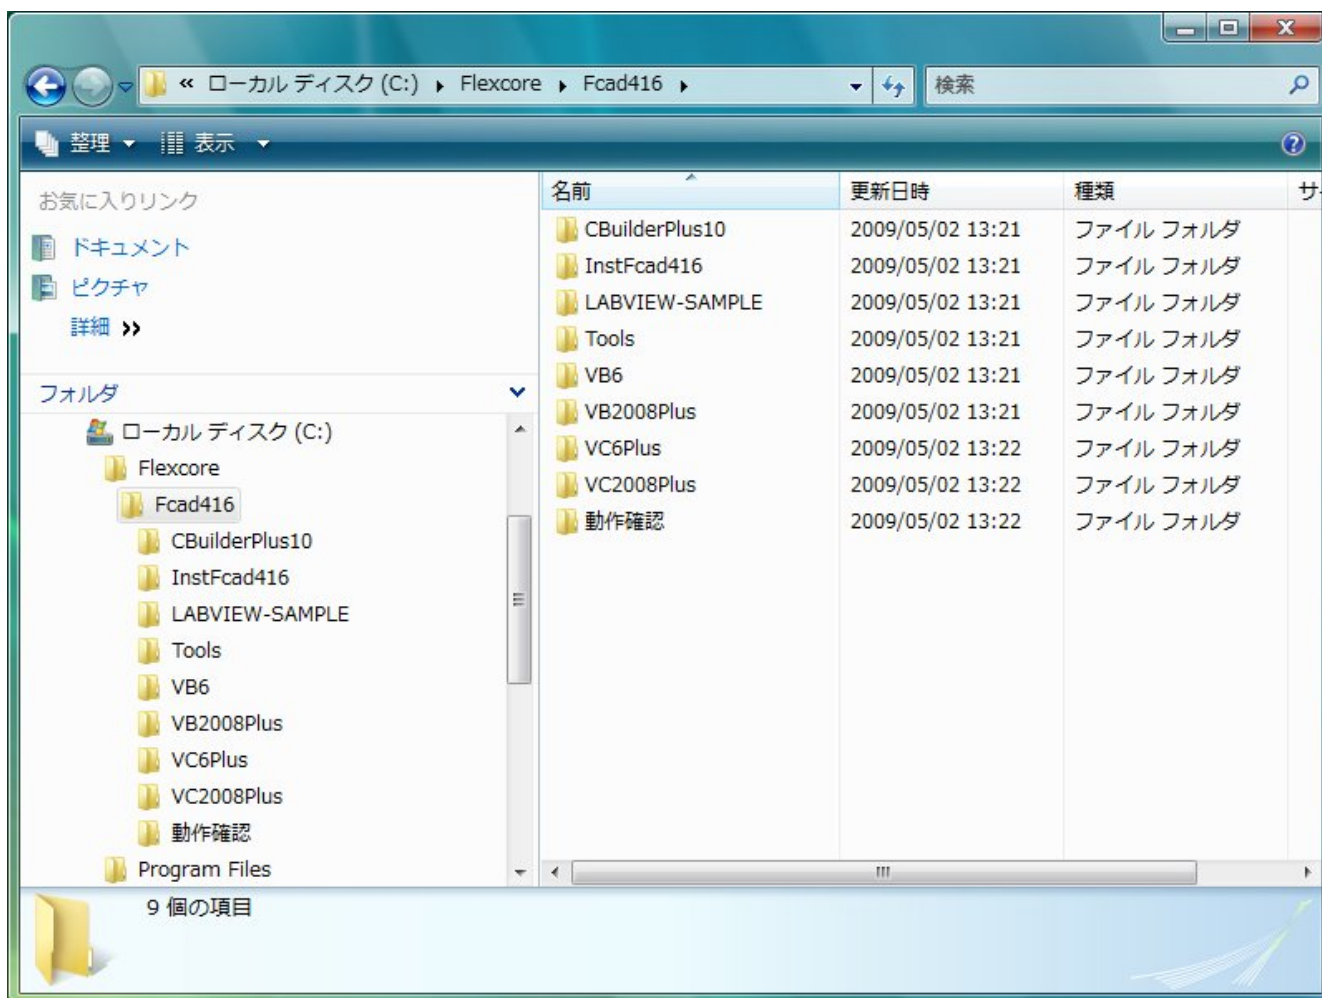 « ローカル ディスク (C:) ▸ Flexcore ▸ Fcad416 ▸ 検索
整理 表示
お気に入りリンク
ドキュメント
ピクチャ
詳細 »
フォルダ
ローカル ディスク (C:)
Flexcore
Fcad416
CBuilderPlus10
InstFcad416
LABVIEW-SAMPLE
Tools
VB6
VB2008Plus
VC6Plus
VC2008Plus
動作確認
Program Files
名前 更新日時 種類 サ
CBuilderPlus10 2009/05/02 13:21 ファイル フォルダ
InstFcad416 2009/05/02 13:21 ファイル フォルダ
LABVIEW-SAMPLE 2009/05/02 13:21 ファイル フォルダ
Tools 2009/05/02 13:21 ファイル フォルダ
VB6 2009/05/02 13:21 ファイル フォルダ
VB2008Plus 2009/05/02 13:21 ファイル フォルダ
VC6Plus 2009/05/02 13:22 ファイル フォルダ
VC2008Plus 2009/05/02 13:22 ファイル フォルダ
動作確認 2009/05/02 13:22 ファイル フォルダ
9 個の項目